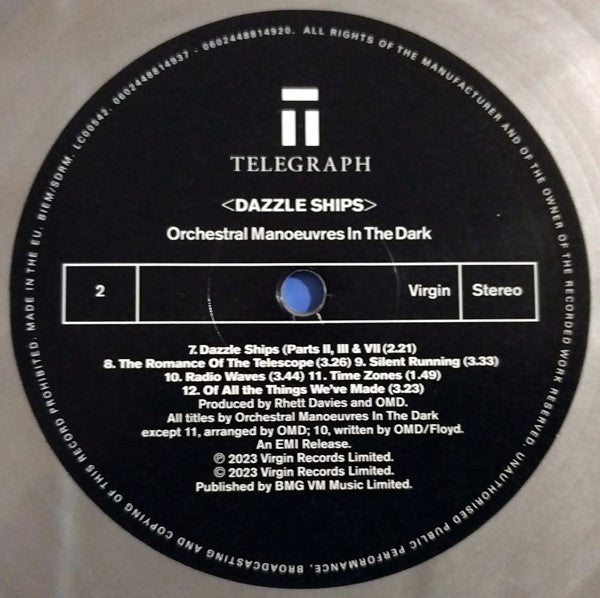 TELEGRAPH
<DAZZLE SHIPS>
Orchestral Manoeuvres In The Dark
2
Virgin
Stereo
7. Dazzle Ships (Parts II, III & VII (2.21)
8. The Romance Of The Telescope (3.26) 9. Silent Running (3.33)
10. Radio Waves (3.44) 11. Time Zones (1.49)
12. Of All the Things We've Made (3.23)
Produced by Rhett Davies and OMD.
All titles by Orchestral Manoeuvres In The Dark
except 11, arranged by OMD; 10, written by OMD/Floyd.
An EMI Release.
℗ 2023 Virgin Records Limited.
© 2023 Virgin Records Limited.
Published by BMG VM Music Limited.
MADE IN THE EU. BIEM/SDRM. LC00542. 0602448814937 - 0602448814920. ALL RIGHTS OF THE MANUFACTURER AND OF THE OWNER OF THE RECORDED WORK RESERVED. UNAUTHORISED PUBLIC PERFORMANCE, BROADCASTING AND COPYING OF THIS RECORD PROHIBITED.